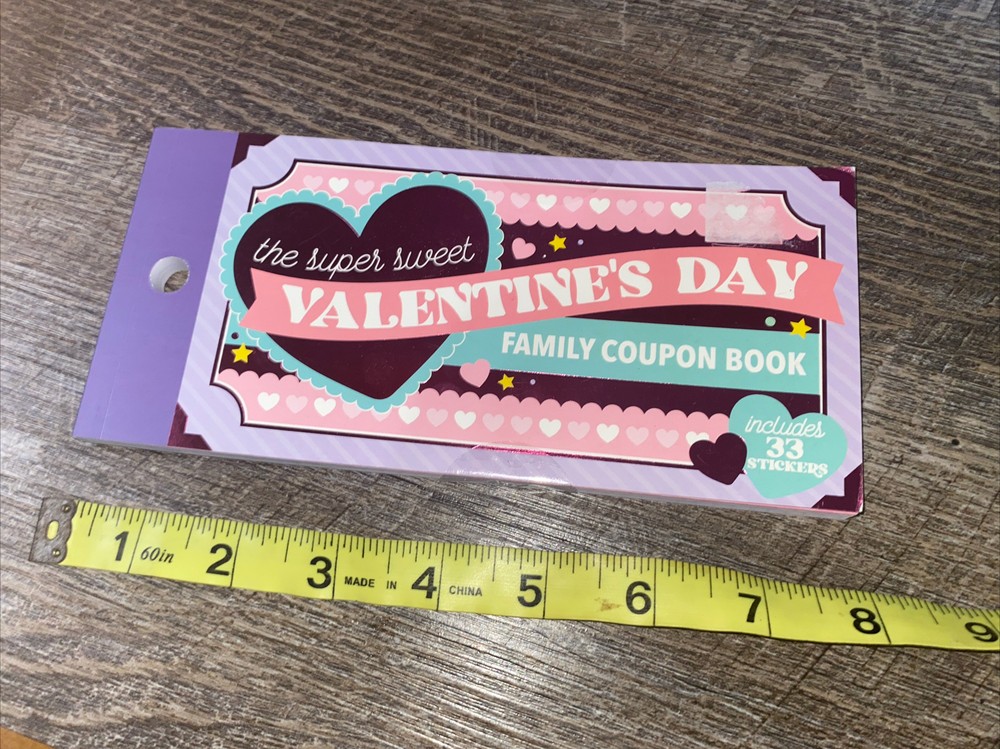 the super sweet
VALENTINE'S DAY
FAMILY COUPON BOOK
includes
33
STICKERS
1 60in 2 3 MADE IN 4 CHINA 5 6 7 8 9